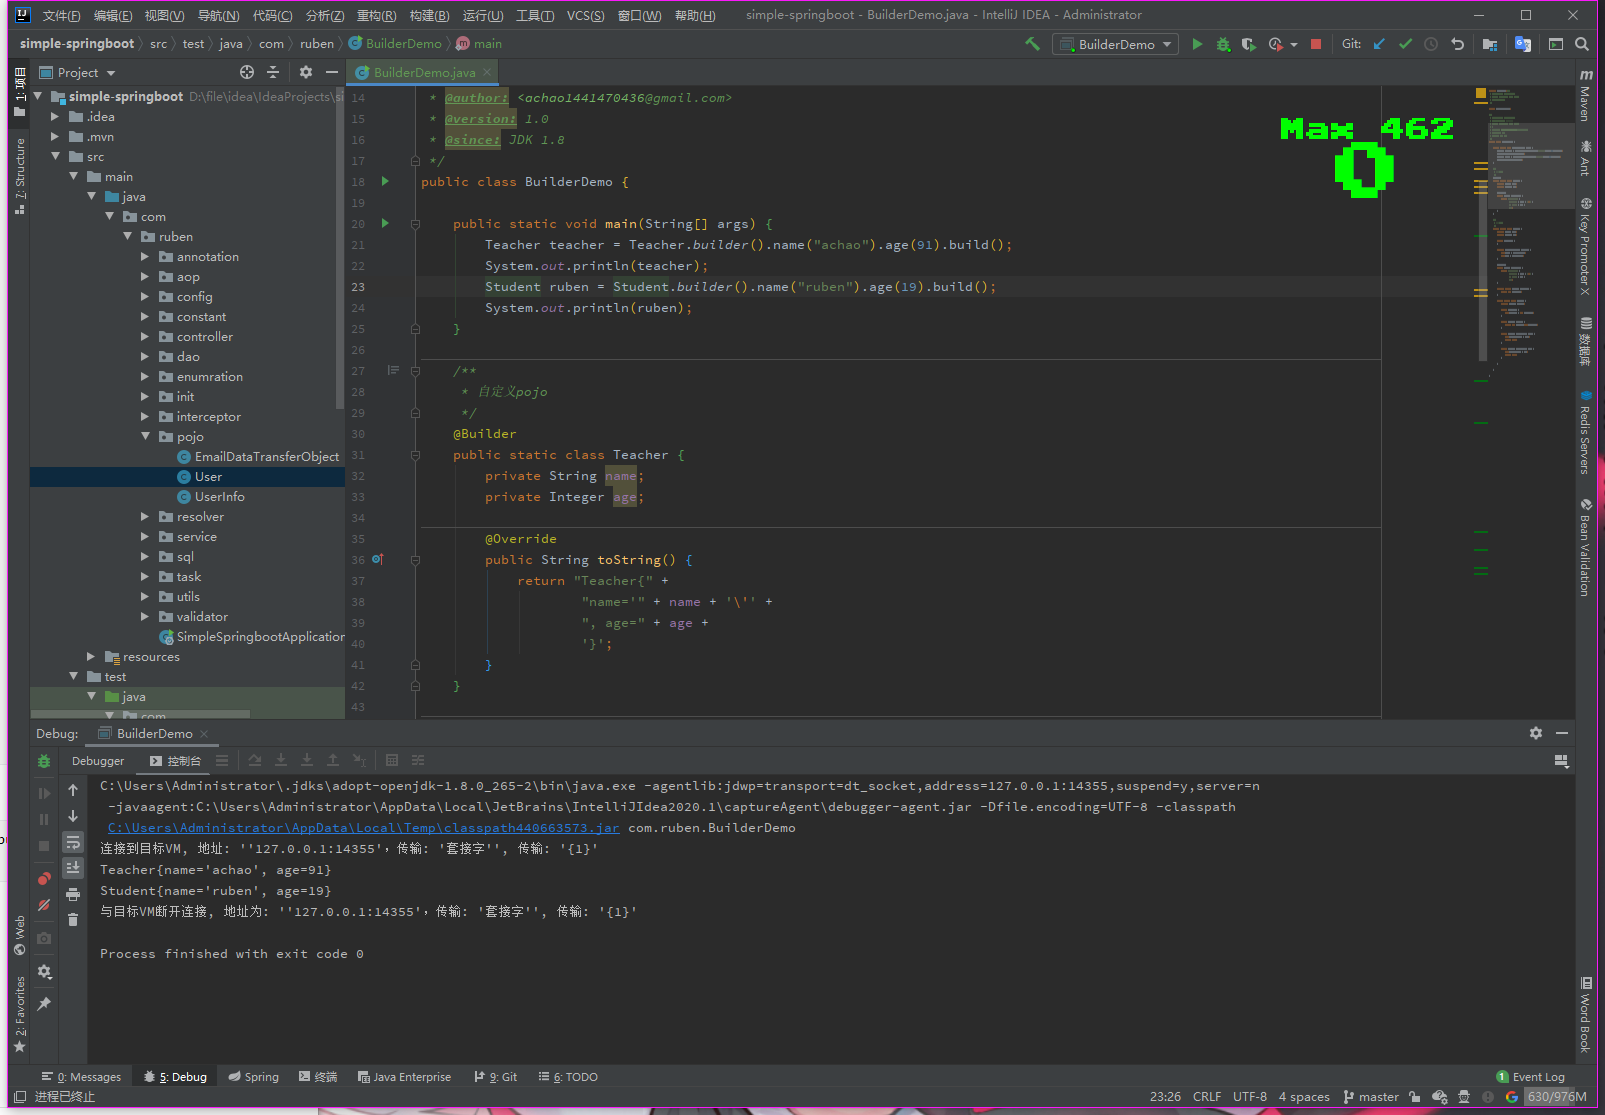 文件(F) 编辑(E) 视图(V) 导航(N) 代码(C) 分析(Z) 重构(R) 构建(B) 运行(U) 工具(T) VCS(S) 窗口(W) 帮助(H) simple-springboot - BuilderDemo.java - IntelliJ IDEA - Administrator
simple-springboot src test java com ruben BuilderDemo main BuilderDemo Git:
1: 项目
7: Structure
Web
2: Favorites
Project
simple-springboot D:\file\idea\IdeaProjects\si
.idea
.mvn
src
main
java
com
ruben
annotation
aop
config
constant
controller
dao
enumration
init
interceptor
pojo
EmailDataTransferObject
User
UserInfo
resolver
service
sql
task
utils
validator
SimpleSpringbootApplication
resources
test
java
com
BuilderDemo.java
14 * @author: <achao1441470436@gmail.com>
15 * @version: 1.0
16 * @since: JDK 1.8
17 */
18 public class BuilderDemo {
19
20 public static void main(String[] args) {
21 Teacher teacher = Teacher.builder().name("achao").age(91).build();
22 System.out.println(teacher);
23 Student ruben = Student.builder().name("ruben").age(19).build();
24 System.out.println(ruben);
25 }
26
27 /**
28 * 自定义pojo
29 */
30 @Builder
31 public static class Teacher {
32 private String name;
33 private Integer age;
34
35 @Override
36 public String toString() {
37 return "Teacher{" +
38 "name='" + name + '\'' +
39 ", age=" + age +
40 '}';
41 }
42 }
43
Max 462
0
Maven
Ant
Key Promoter X
数据库
Redis Servers
Bean Validation
Word Book
Debug: BuilderDemo
Debugger 控制台
C:\Users\Administrator\.jdks\adopt-openjdk-1.8.0_265-2\bin\java.exe -agentlib:jdwp=transport=dt_socket,address=127.0.0.1:14355,suspend=y,server=n
-javaagent:C:\Users\Administrator\AppData\Local\JetBrains\IntelliJIdea2020.1\captureAgent\debugger-agent.jar -Dfile.encoding=UTF-8 -classpath
C:\Users\Administrator\AppData\Local\Temp\classpath440663573.jar com.ruben.BuilderDemo
连接到目标VM, 地址: ''127.0.0.1:14355'，传输: '套接字'', 传输: '{1}'
Teacher{name='achao', age=91}
Student{name='ruben', age=19}
与目标VM断开连接, 地址为: ''127.0.0.1:14355'，传输: '套接字'', 传输: '{1}'
Process finished with exit code 0
0: Messages 5: Debug Spring 终端 Java Enterprise 9: Git 6: TODO 1 Event Log
进程已终止 23:26 CRLF UTF-8 4 spaces master 630/976M